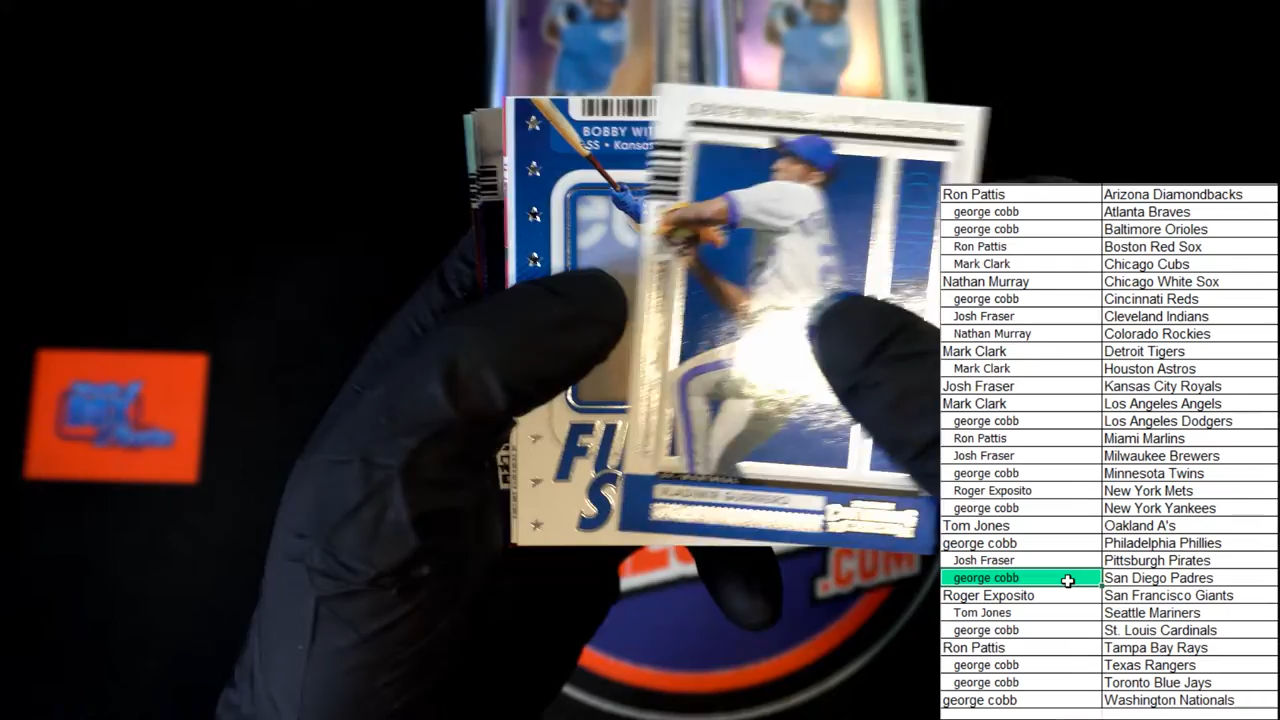 BOBBY WIT
SS • Kansas
FI
S
.COM
Ron Pattis Arizona Diamondbacks
george cobb Atlanta Braves
george cobb Baltimore Orioles
Ron Pattis Boston Red Sox
Mark Clark Chicago Cubs
Nathan Murray Chicago White Sox
george cobb Cincinnati Reds
Josh Fraser Cleveland Indians
Nathan Murray Colorado Rockies
Mark Clark Detroit Tigers
Mark Clark Houston Astros
Josh Fraser Kansas City Royals
Mark Clark Los Angeles Angels
george cobb Los Angeles Dodgers
Ron Pattis Miami Marlins
Josh Fraser Milwaukee Brewers
george cobb Minnesota Twins
Roger Exposito New York Mets
george cobb New York Yankees
Tom Jones Oakland A's
george cobb Philadelphia Phillies
Josh Fraser Pittsburgh Pirates
george cobb San Diego Padres
Roger Exposito San Francisco Giants
Tom Jones Seattle Mariners
george cobb St. Louis Cardinals
Ron Pattis Tampa Bay Rays
george cobb Texas Rangers
george cobb Toronto Blue Jays
george cobb Washington Nationals